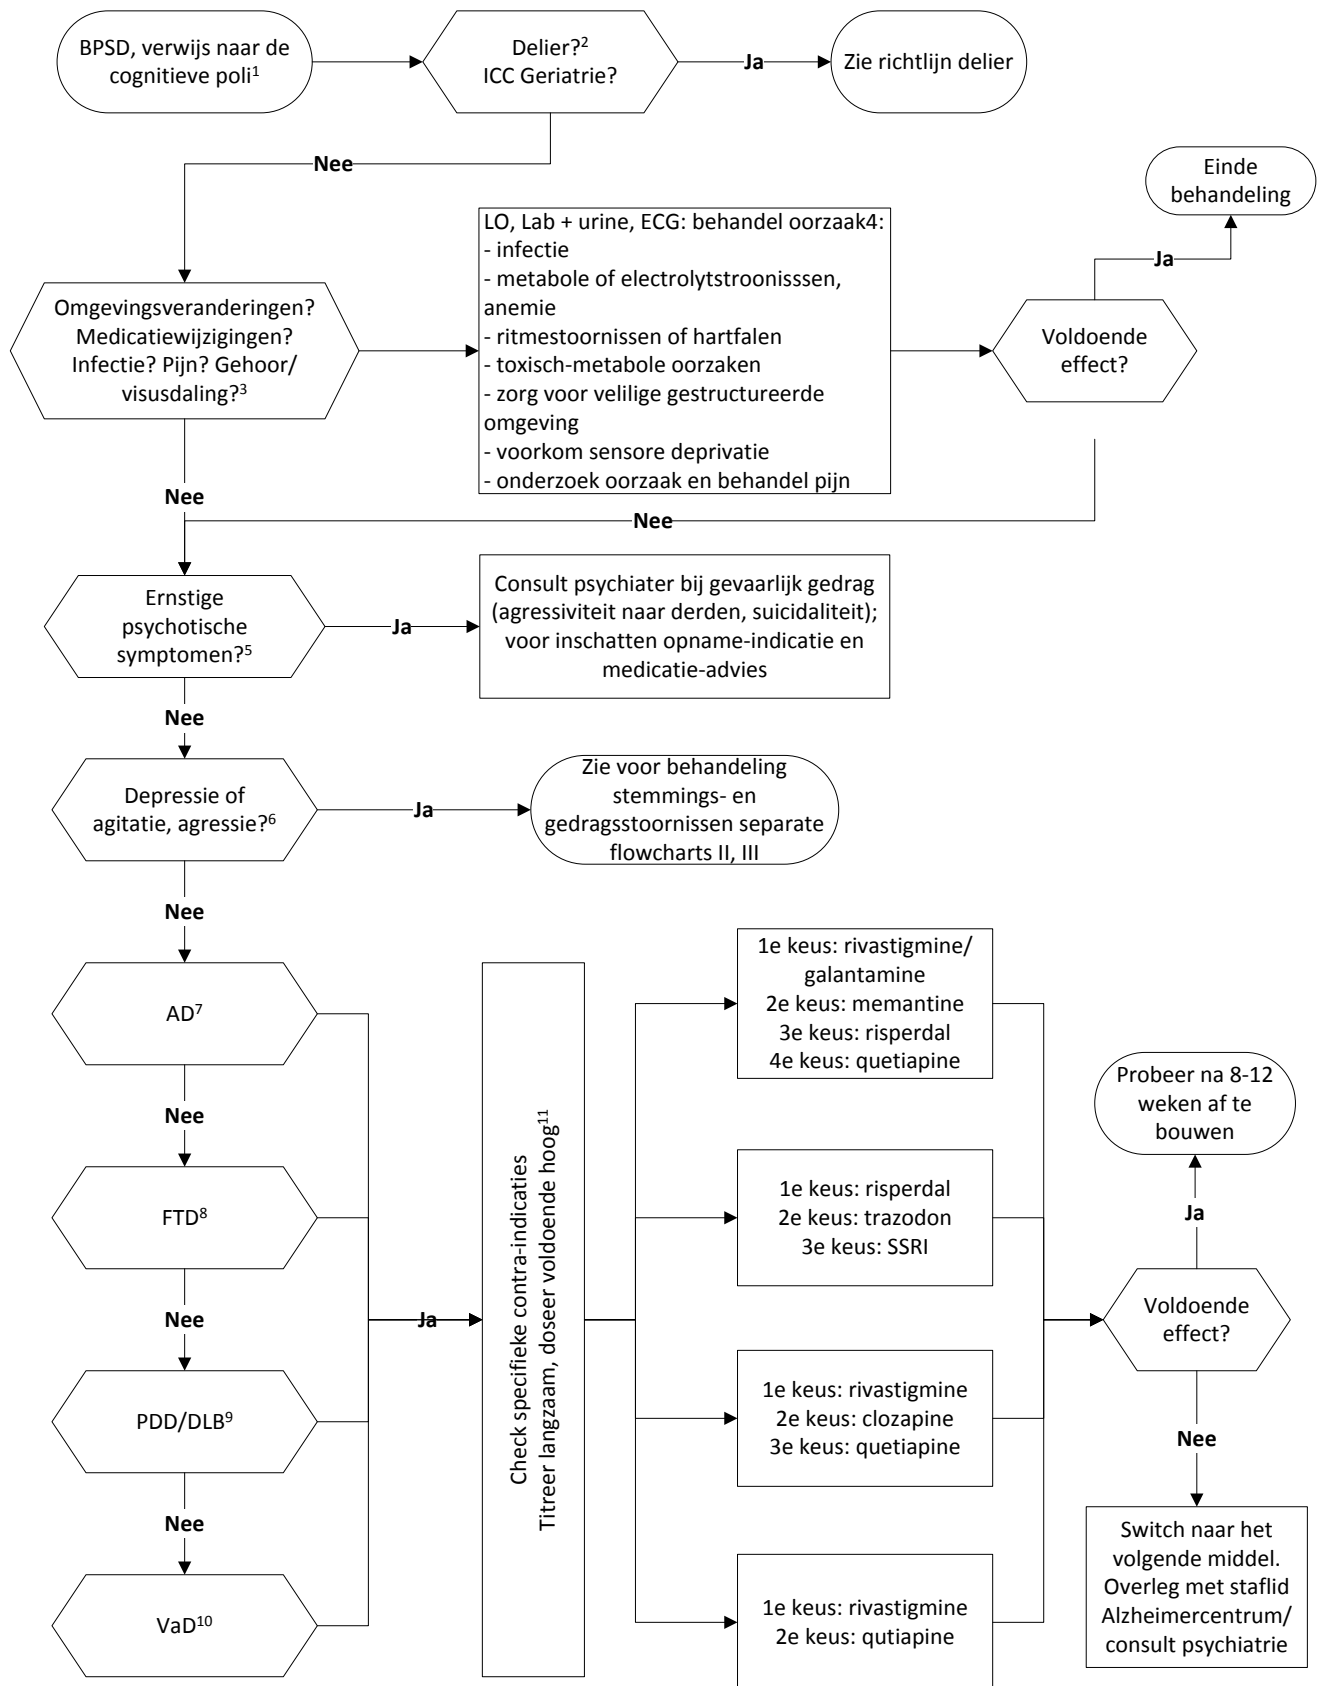 BPSD, verwijs naar de
cognitieve poli1
Delier?2
ICC Geriatrie?
Ja
Zie richtlijn delier
Nee
Einde
behandeling
Ja
Omgevingsveranderingen?
Medicatiewijzigingen?
Infectie? Pijn? Gehoor/
visusdaling?3
LO, Lab + urine, ECG: behandel oorzaak4:
- infectie
- metabole of electrolytstroonisssen,
anemie
- ritmestoornissen of hartfalen
- toxisch-metabole oorzaken
- zorg voor velilige gestructureerde
omgeving
- voorkom sensore deprivatie
- onderzoek oorzaak en behandel pijn
Voldoende
effect?
Nee
Nee
Ernstige
psychotische
symptomen?5
Ja
Consult psychiater bij gevaarlijk gedrag
(agressiviteit naar derden, suicidaliteit);
voor inschatten opname-indicatie en
medicatie-advies
Nee
Depressie of
agitatie, agressie?6
Ja
Zie voor behandeling
stemmings- en
gedragsstoornissen separate
flowcharts II, III
Nee
AD7
Nee
FTD8
Nee
PDD/DLB9
Nee
VaD10
Ja
Check specifieke contra-indicaties
Titreer langzaam, doseer voldoende hoog11
1e keus: rivastigmine/
galantamine
2e keus: memantine
3e keus: risperdal
4e keus: quetiapine
1e keus: risperdal
2e keus: trazodon
3e keus: SSRI
1e keus: rivastigmine
2e keus: clozapine
3e keus: quetiapine
1e keus: rivastigmine
2e keus: qutiapine
Probeer na 8-12
weken af te
bouwen
Ja
Voldoende
effect?
Nee
Switch naar het
volgende middel.
Overleg met staflid
Alzheimercentrum/
consult psychiatrie